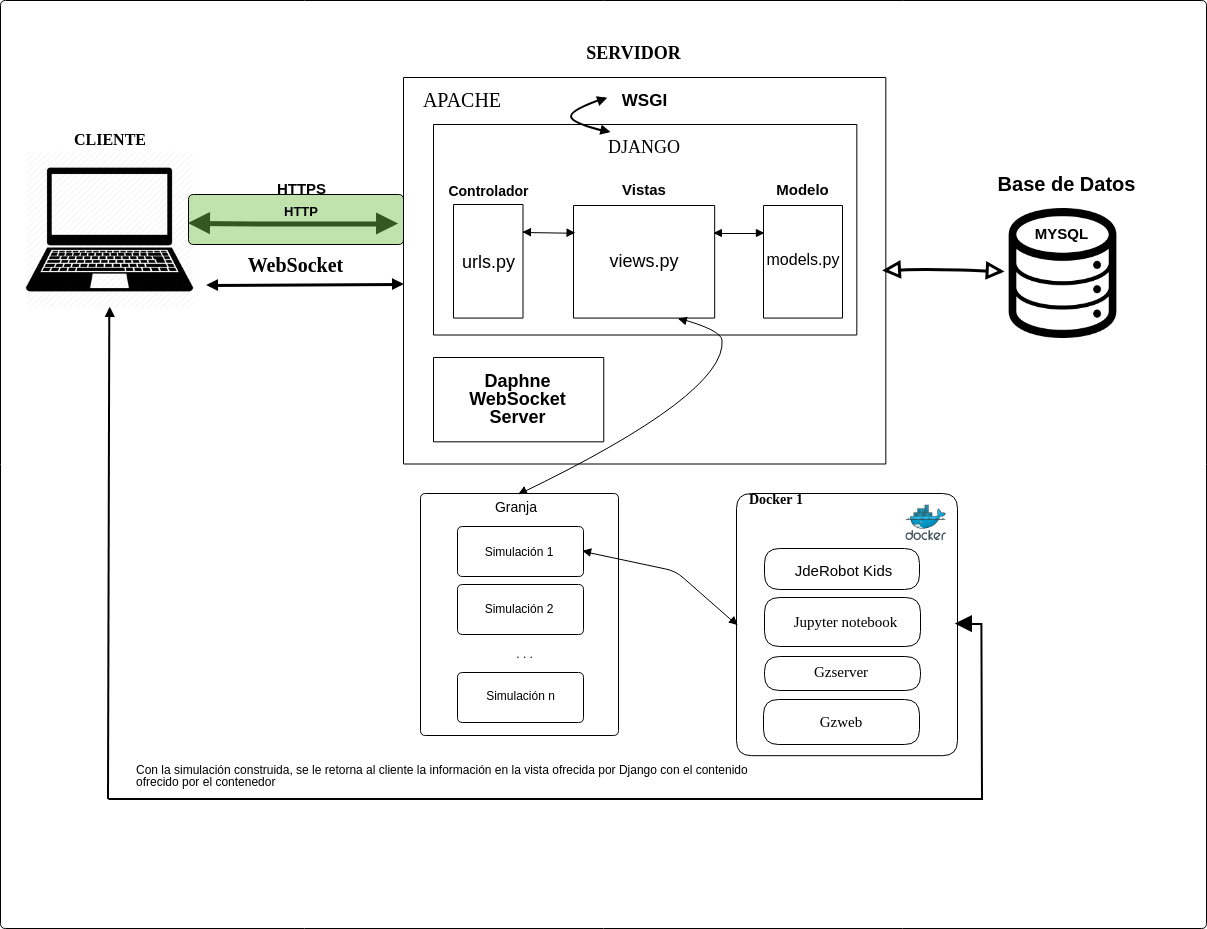 SERVIDOR
APACHE
WSGI
CLIENTE
DJANGO
HTTPS
HTTP
Controlador
Vistas
Modelo
Base de Datos
MYSQL
urls.py
views.py
models.py
WebSocket
Daphne
WebSocket
Server
Granja
Simulación 1
Simulación 2
. . .
Simulación n
Docker 1
docker
JdeRobot Kids
Jupyter notebook
Gzserver
Gzweb
Con la simulación construida, se le retorna al cliente la información en la vista ofrecida por Django con el contenido
ofrecido por el contenedor